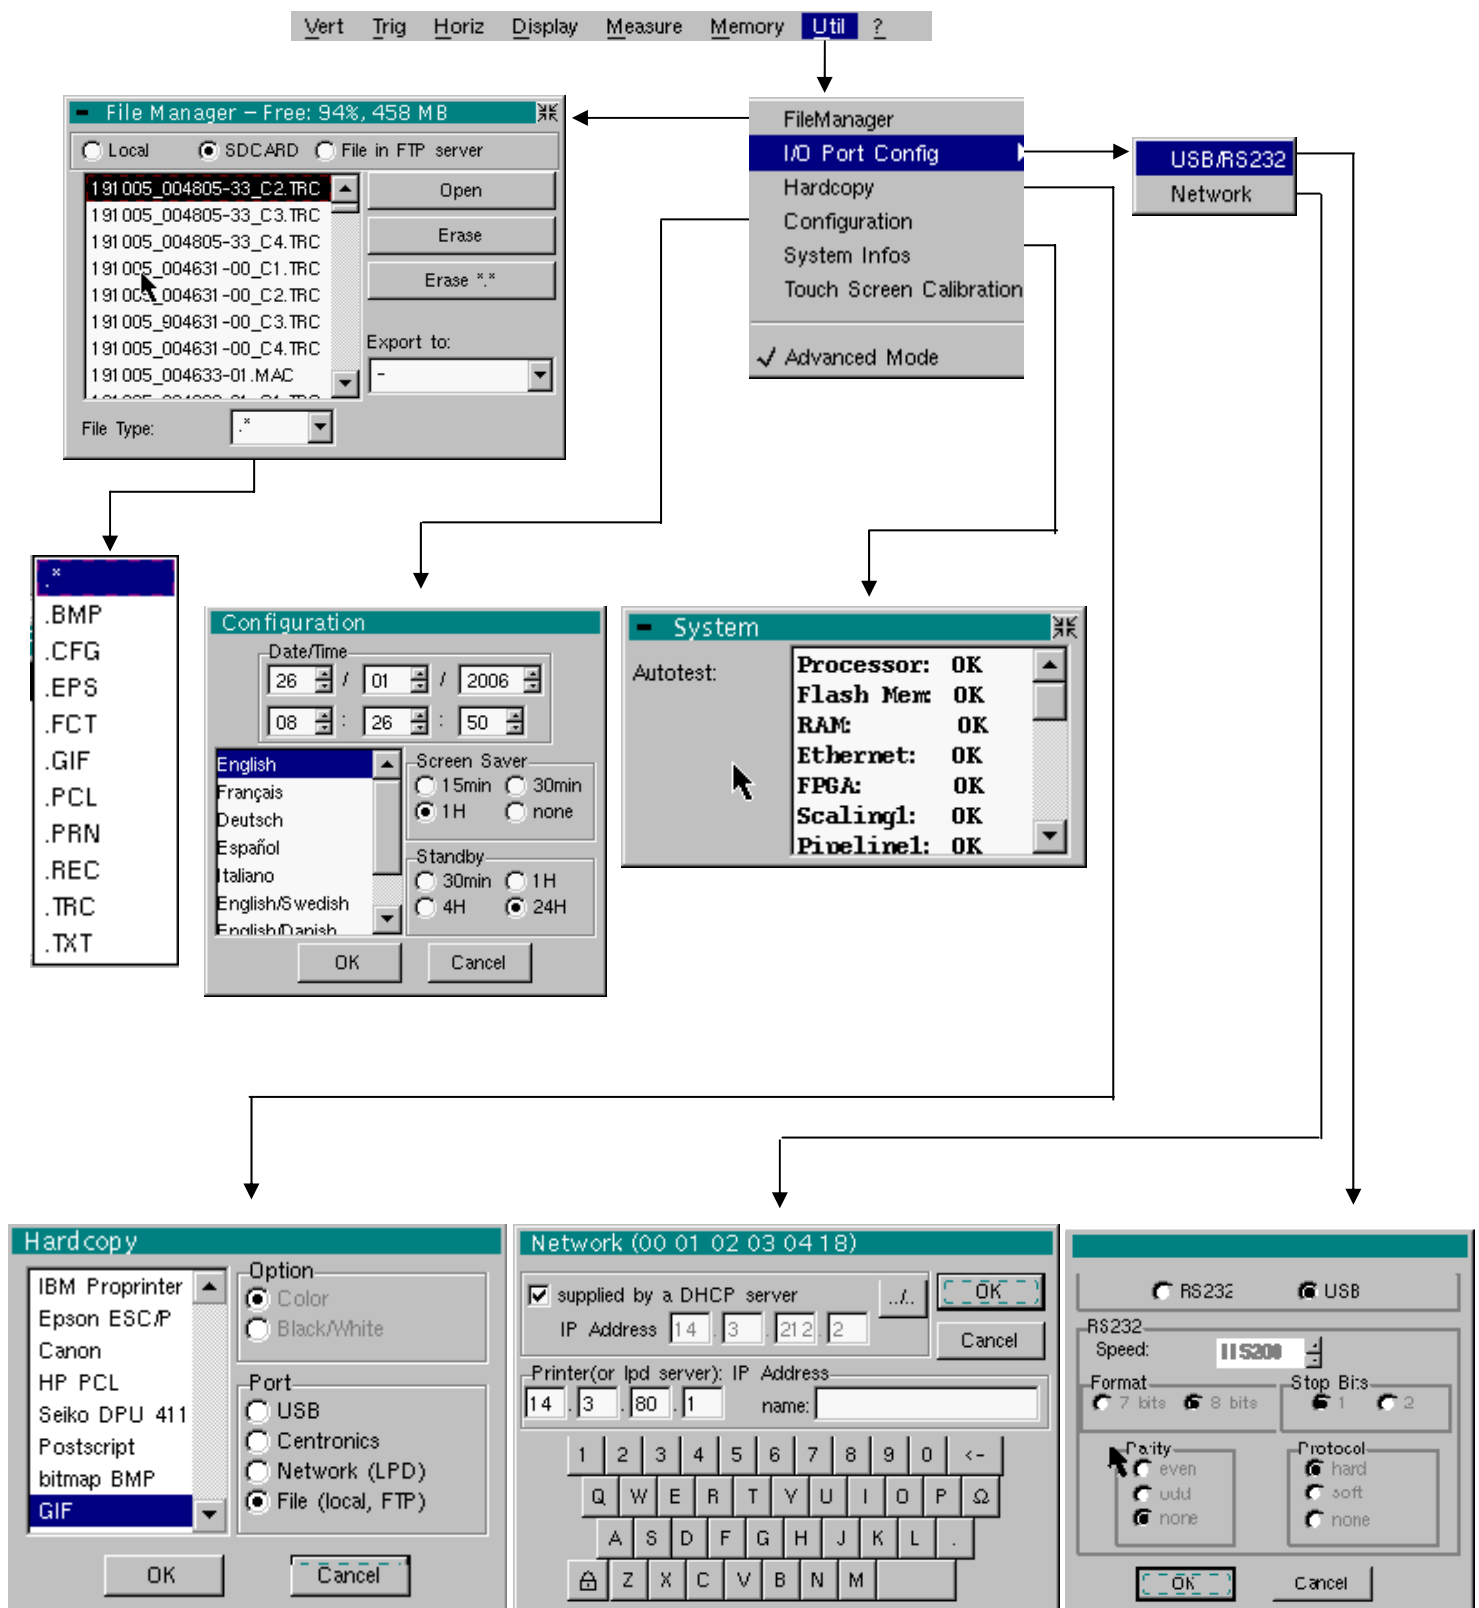 Vert Trig Horiz Display Measure Memory Util ?
File Manager – Free: 94%, 458 MB
Local SDCARD File in FTP server
191005_004805-33_C2.TRC
191005_004805-33_C3.TRC
191005_004805-33_C4.TRC
191005_004631-00_C1.TRC
191005_004631-00_C2.TRC
191005_904631-00_C3.TRC
191005_004631-00_C4.TRC
191005_004633-01.MAC
Open
Erase
Erase *.*
Export to:
-
File Type: .*
FileManager
I/O Port Config
Hardcopy
Configuration
System Infos
Touch Screen Calibration
✓ Advanced Mode
USB/RS232
Network
.*
.BMP
.CFG
.EPS
.FCT
.GIF
.PCL
.PRN
.REC
.TRC
.TXT
Configuration
Date/Time
26 / 01 / 2006
08 : 26 : 50
English
Français
Deutsch
Español
Italiano
English/Swedish
English/Danish
Screen Saver
15min 30min
1H none
Standby
30min 1H
4H 24H
OK Cancel
System
Autotest:
Processor: OK
Flash Mem: OK
RAM: OK
Ethernet: OK
FPGA: OK
Scaling1: OK
Pipeline1: OK
Hardcopy
IBM Proprinter
Epson ESC/P
Canon
HP PCL
Seiko DPU 411
Postscript
bitmap BMP
GIF
Option
Color
Black/White
Port
USB
Centronics
Network (LPD)
File (local, FTP)
OK Cancel
Network (00 01 02 03 04 18)
supplied by a DHCP server ../..
IP Address 14 . 3 . 212 . 2
OK
Cancel
Printer(or lpd server): IP Address
14 . 3 . 80 . 1 name:
1 2 3 4 5 6 7 8 9 0 <-
Q W E R T Y U I O P Ω
A S D F G H J K L .
Z X C V B N M
RS232 USB
RS232
Speed: 115200
Format
7 bits 8 bits
Stop Bits
1 2
Parity
even
odd
none
Protocol
hard
soft
none
OK Cancel